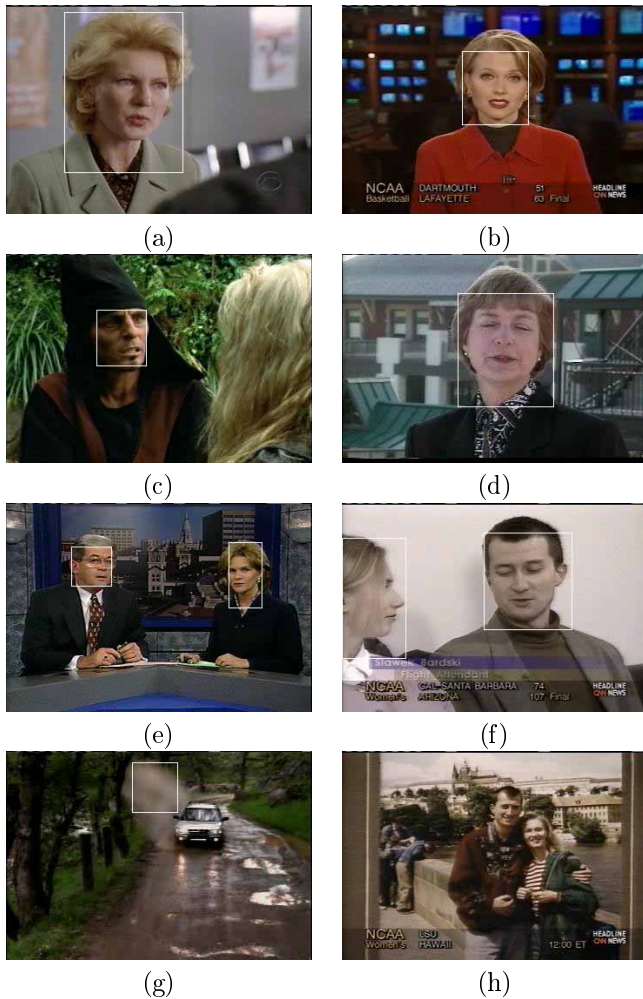 NCAA DARTMOUTH 51 HEADLINE
Basketball LAFAYETTE 63 Final CNN NEWS
(a)
(b)
(c)
(d)
Slawek Bardski
Flight Attendant
NCAA CAL-SANTA BARBARA 74 HEADLINE
Women's ARIZONA 107 Final CNN NEWS
(e)
(f)
NCAA LSU HEADLINE
Women's HAWAII 12:00 ET CNN NEWS
(g)
(h)